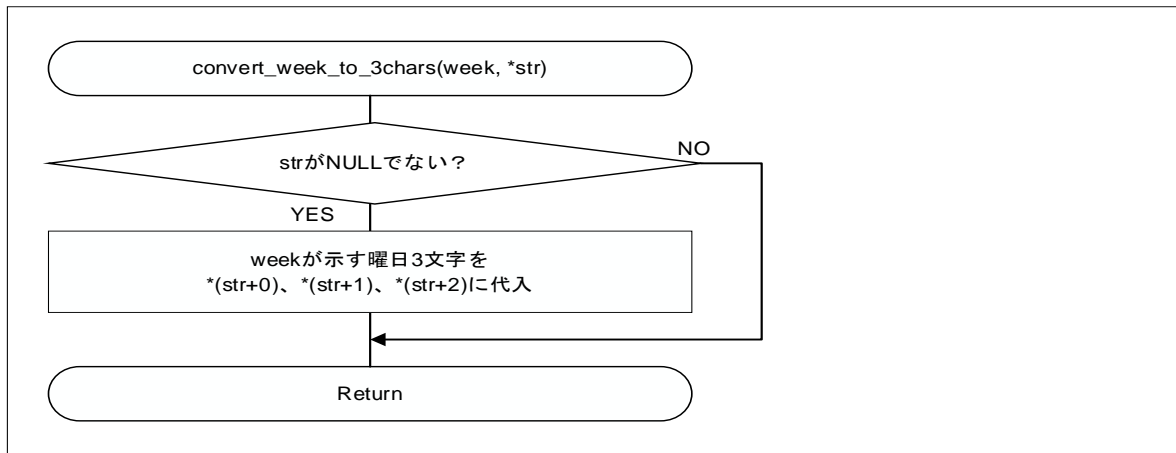 convert_week_to_3chars(week, *str)
strがNULLでない？
NO
YES
weekが示す曜日3文字を
*(str+0)、*(str+1)、*(str+2)に代入
Return